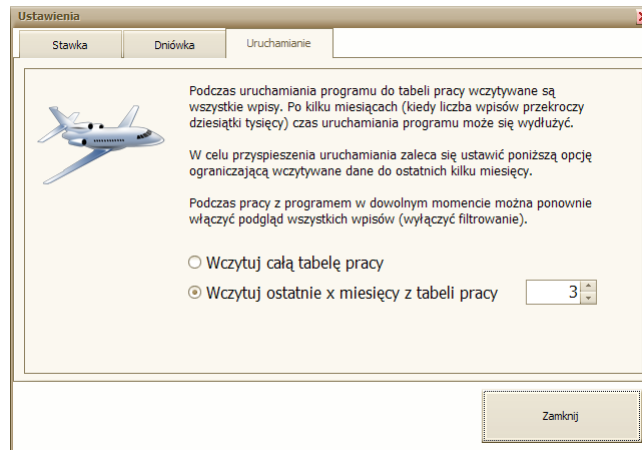 Ustawienia
Stawka Dniówka Uruchamianie
Podczas uruchamiania programu do tabeli pracy wczytywane są
wszystkie wpisy. Po kilku miesiącach (kiedy liczba wpisów przekroczy
dziesiątki tysięcy) czas uruchamiania programu może się wydłużyć.
W celu przyspieszenia uruchamiania zaleca się ustawić poniższą opcję
ograniczającą wczytywane dane do ostatnich kilku miesięcy.
Podczas pracy z programem w dowolnym momencie można ponownie
włączyć podgląd wszystkich wpisów (wyłączyć filtrowanie).
Wczytuj całą tabelę pracy
Wczytuj ostatnie x miesięcy z tabeli pracy 3
Zamknij